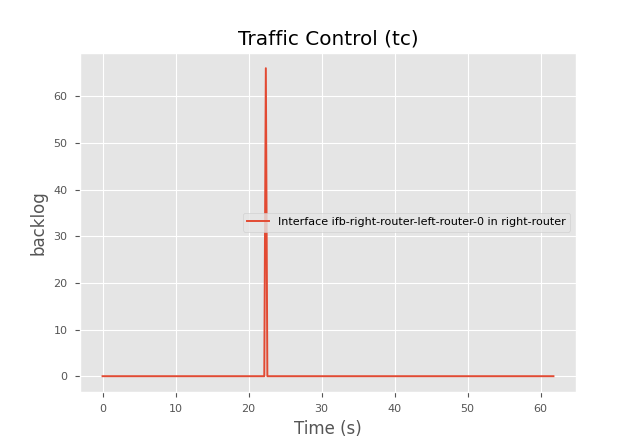 Traffic Control (tc)
60
50
40
30
20
10
0
backlog
Interface ifb-right-router-left-router-0 in right-router
0 10 20 30 40 50 60
Time (s)